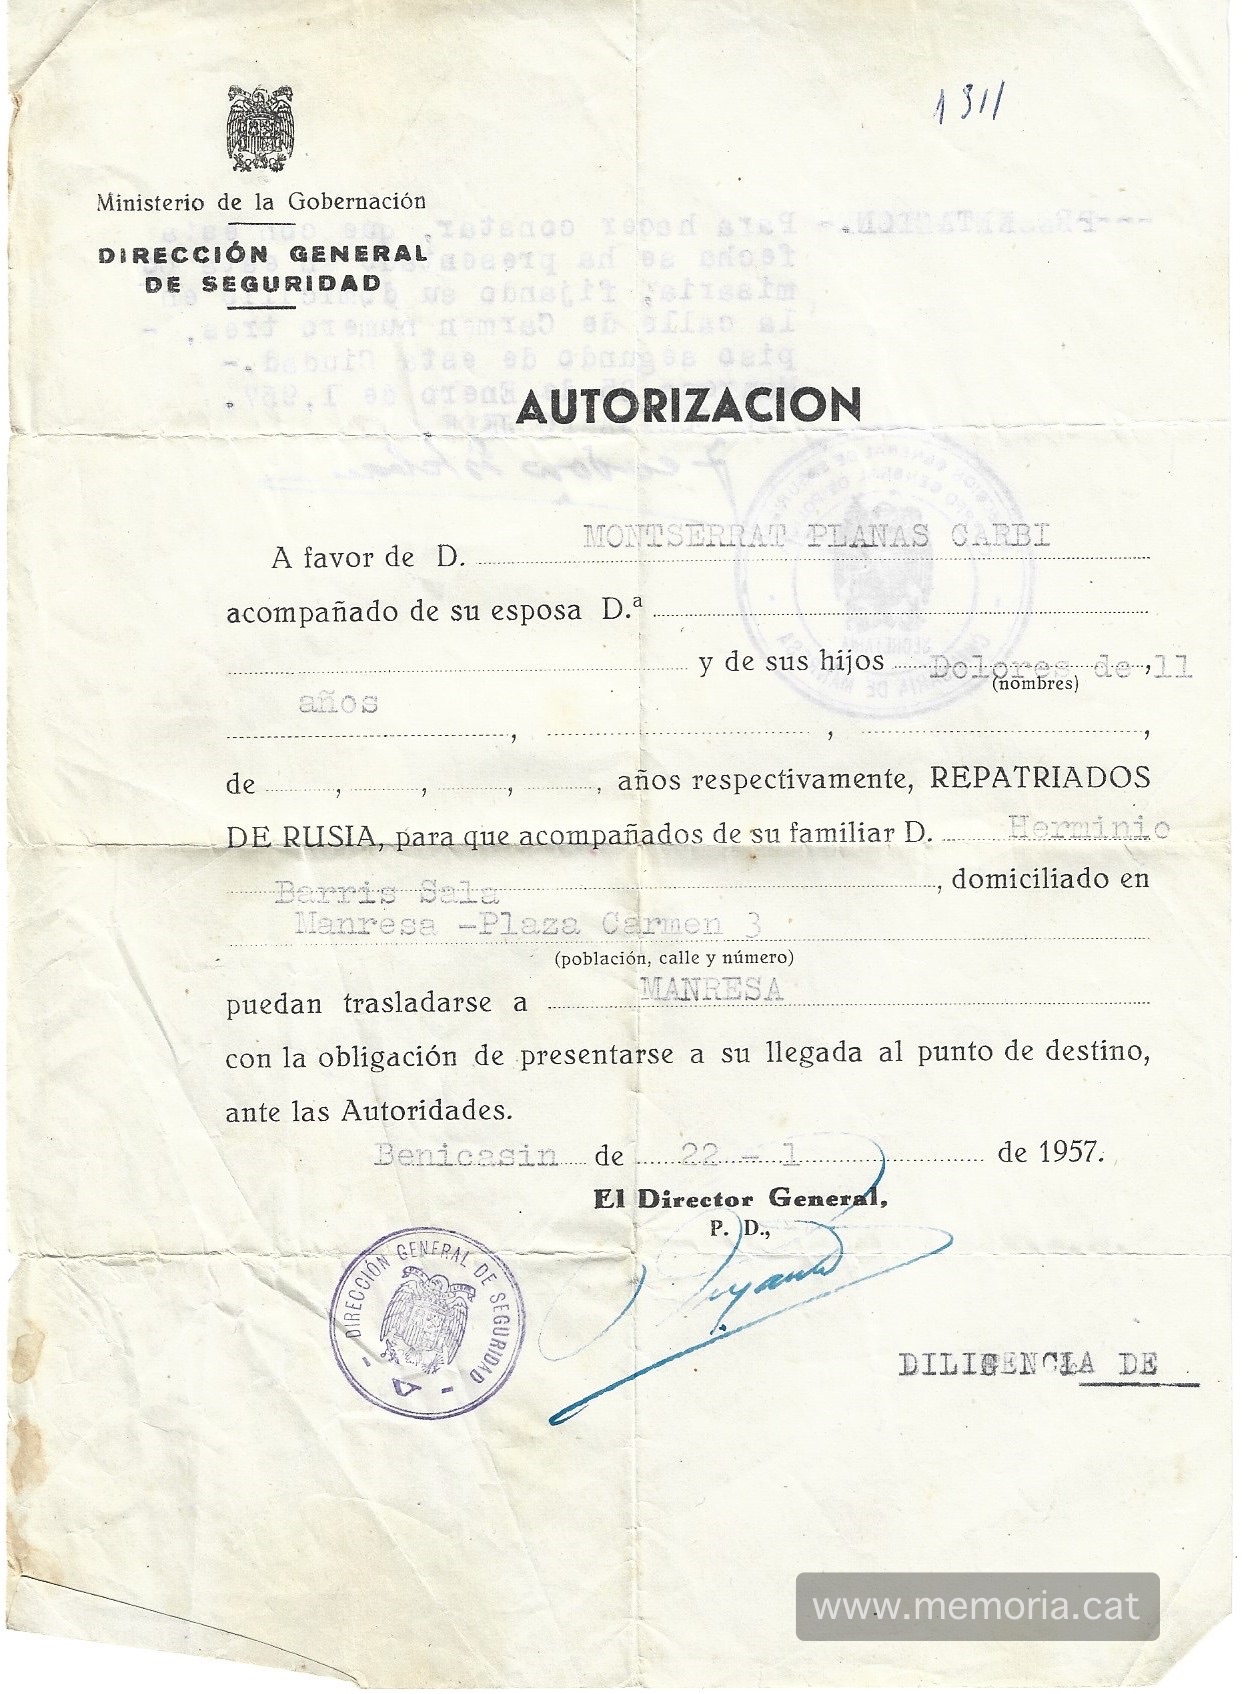 1311
Ministerio de la Gobernación
DIRECCIÓN GENERAL
DE SEGURIDAD
AUTORIZACION
A favor de D. MONTSERRAT PLANAS CARBI
acompañado de su esposa D.ª
y de sus hijos Dolores de 11,
(nombres)
años
, , ,
de , , , , años respectivamente, REPATRIADOS
DE RUSIA, para que acompañados de su familiar D. Herminio
Barris Sala, domiciliado en
Manresa -Plaza Carmen 3
(población, calle y número)
puedan trasladarse a MANRESA
con la obligación de presentarse a su llegada al punto de destino,
ante las Autoridades.
Benicasin de 22 - 1 de 1957.
El Director General,
P. D.,
DIRECCIÓN GENERAL DE SEGURIDAD
DILIGENCIA DE
www.memoria.cat